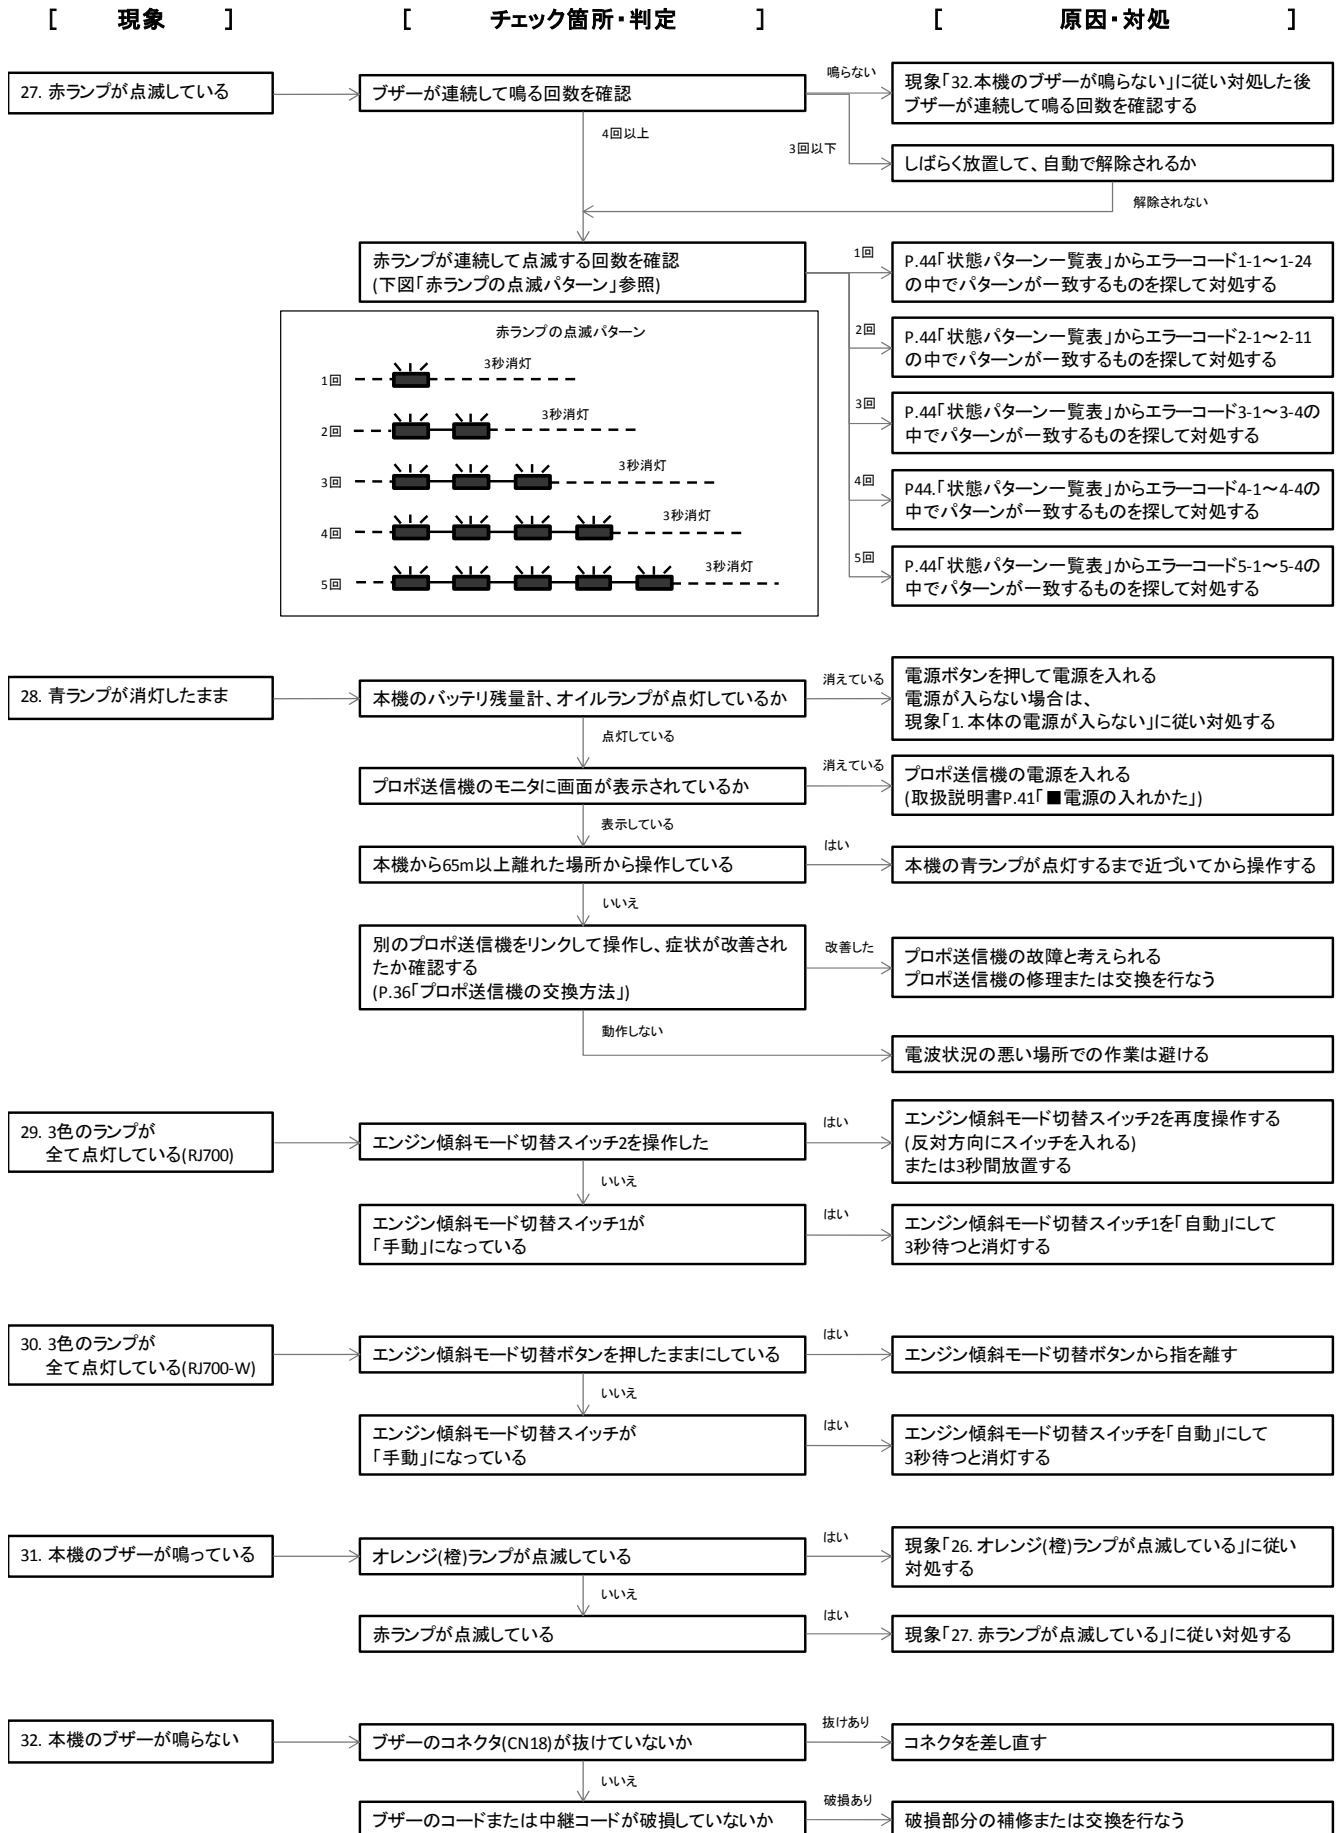 [ 現象 ]
[ チェック箇所・判定 ]
[ 原因・対処 ]
27. 赤ランプが点滅している
ブザーが連続して鳴る回数を確認
鳴らない
現象「32.本機のブザーが鳴らない」に従い対処した後
ブザーが連続して鳴る回数を確認する
4回以上
3回以下
しばらく放置して、自動で解除されるか
解除されない
赤ランプが連続して点滅する回数を確認
(下図「赤ランプの点滅パターン」参照)
1回
P.44「状態パターン一覧表」からエラーコード1-1～1-24
の中でパターンが一致するものを探して対処する
2回
P.44「状態パターン一覧表」からエラーコード2-1～2-11
の中でパターンが一致するものを探して対処する
3回
P.44「状態パターン一覧表」からエラーコード3-1～3-4の
中でパターンが一致するものを探して対処する
4回
P44.「状態パターン一覧表」からエラーコード4-1～4-4の
中でパターンが一致するものを探して対処する
5回
P.44「状態パターン一覧表」からエラーコード5-1～5-4の
中でパターンが一致するものを探して対処する
赤ランプの点滅パターン
1回
3秒消灯
2回
3秒消灯
3回
3秒消灯
4回
3秒消灯
5回
3秒消灯
28. 青ランプが消灯したまま
本機のバッテリ残量計、オイルランプが点灯しているか
消えている
電源ボタンを押して電源を入れる
電源が入らない場合は、
現象「1. 本体の電源が入らない」に従い対処する
点灯している
プロポ送信機のモニタに画面が表示されているか
消えている
プロポ送信機の電源を入れる
(取扱説明書P.41「■電源の入れかた」)
表示している
本機から65m以上離れた場所から操作している
はい
本機の青ランプが点灯するまで近づいてから操作する
いいえ
別のプロポ送信機をリンクして操作し、症状が改善され
たか確認する
(P.36「プロポ送信機の交換方法」)
改善した
プロポ送信機の故障と考えられる
プロポ送信機の修理または交換を行なう
動作しない
電波状況の悪い場所での作業は避ける
29. 3色のランプが
全て点灯している(RJ700)
エンジン傾斜モード切替スイッチ2を操作した
はい
エンジン傾斜モード切替スイッチ2を再度操作する
(反対方向にスイッチを入れる)
または3秒間放置する
いいえ
エンジン傾斜モード切替スイッチ1が
「手動」になっている
はい
エンジン傾斜モード切替スイッチ1を「自動」にして
3秒待つと消灯する
30. 3色のランプが
全て点灯している(RJ700-W)
エンジン傾斜モード切替ボタンを押したままにしている
はい
エンジン傾斜モード切替ボタンから指を離す
いいえ
エンジン傾斜モード切替スイッチが
「手動」になっている
はい
エンジン傾斜モード切替スイッチを「自動」にして
3秒待つと消灯する
31. 本機のブザーが鳴っている
オレンジ(橙)ランプが点滅している
はい
現象「26. オレンジ(橙)ランプが点滅している」に従い
対処する
いいえ
赤ランプが点滅している
はい
現象「27. 赤ランプが点滅している」に従い対処する
32. 本機のブザーが鳴らない
ブザーのコネクタ(CN18)が抜けていないか
抜けあり
コネクタを差し直す
いいえ
ブザーのコードまたは中継コードが破損していないか
破損あり
破損部分の補修または交換を行なう